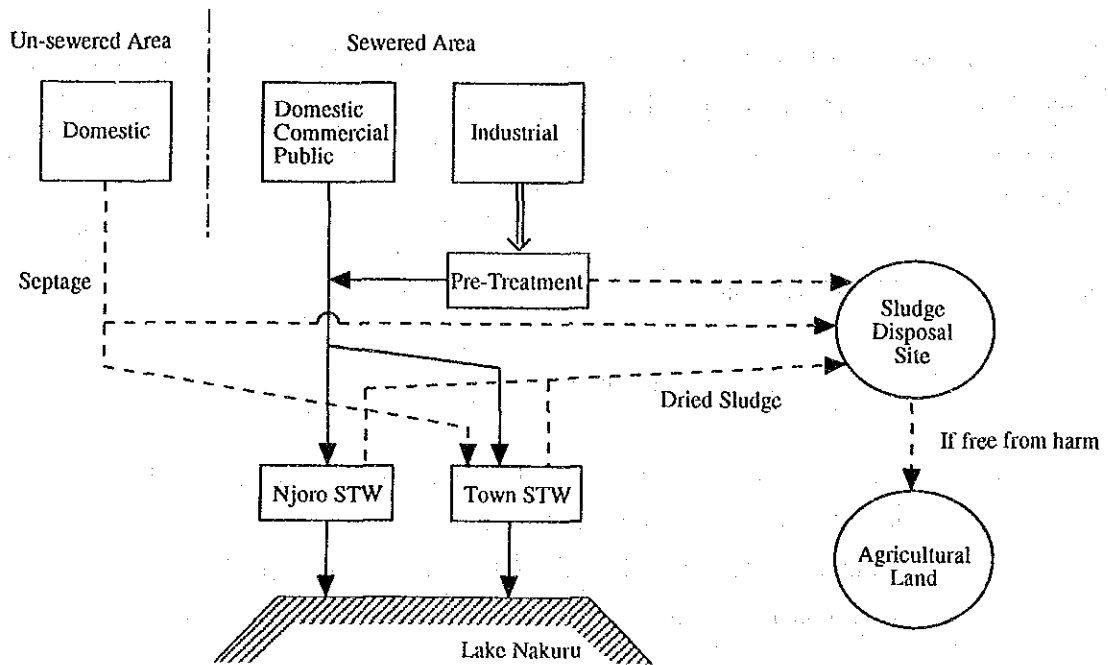 Un-sewered Area
Sewered Area
Domestic
Domestic
Commercial
Public
Industrial
Septage
Pre-Treatment
Sludge
Disposal
Site
Dried Sludge
If free from harm
Njoro STW
Town STW
Agricultural
Land
Lake Nakuru